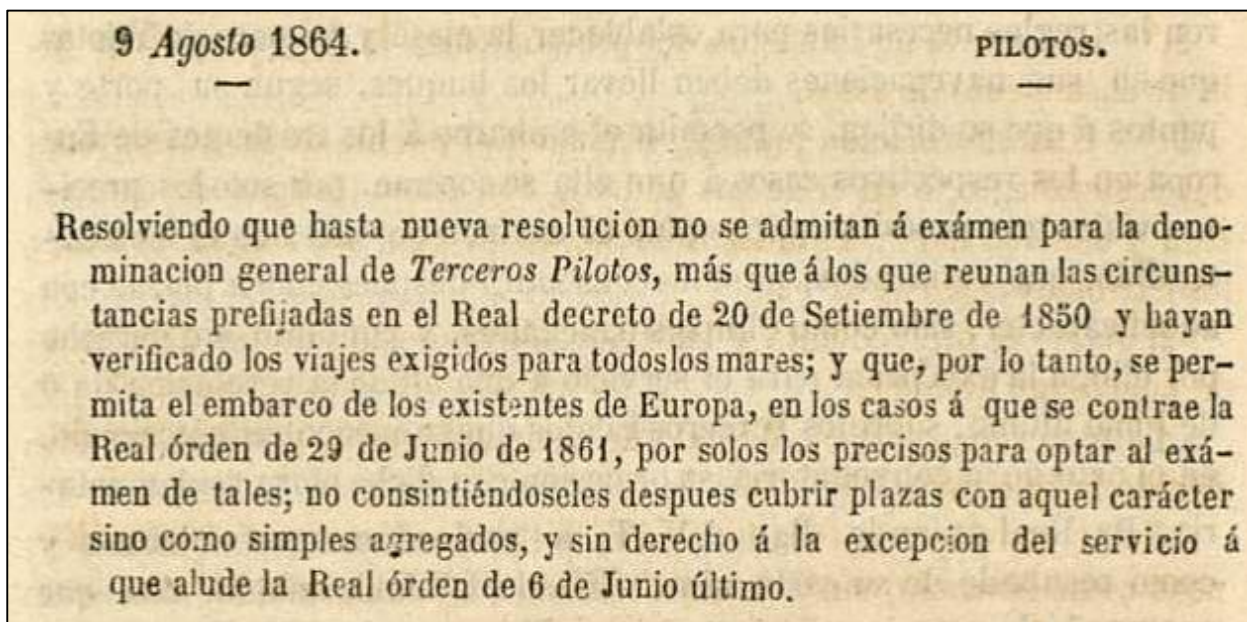 9 Agosto 1864. PILOTOS.
Resolviendo que hasta nueva resolucion no se admitan á exámen para la deno-
minacion general de Terceros Pilotos, más que á los que reunan las circuns-
tancias prefijadas en el Real decreto de 20 de Setiembre de 1850 y hayan
verificado los viajes exigidos para todoslos mares; y que, por lo tanto, se per-
mita el embarco de los existentes de Europa, en los casos á que se contrae la
Real órden de 29 de Junio de 1861, por solos los precisos para optar al exá-
men de tales; no consintiéndoseles despues cubrir plazas con aquel carácter
sino como simples agregados, y sin derecho á la excepcion del servicio á
que alude la Real órden de 6 de Junio último.